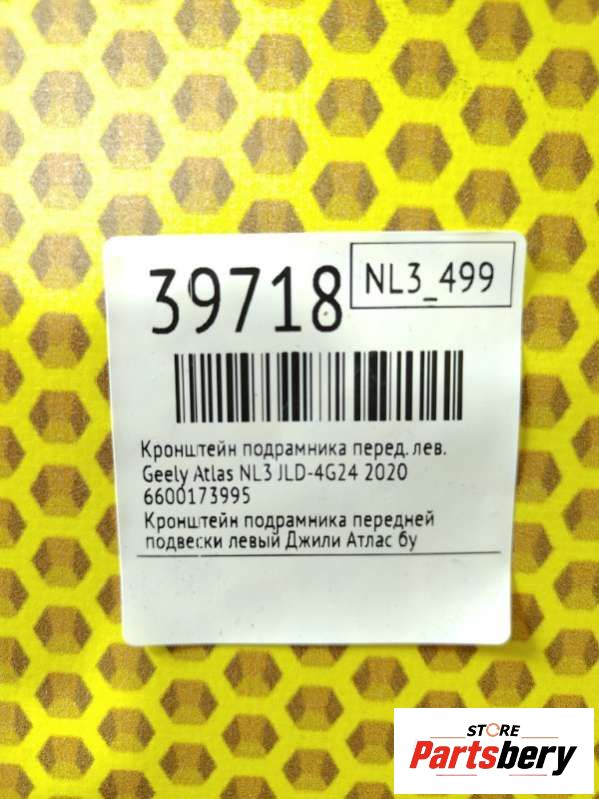 39718
NL3_499
Кронштейн подрамника перед. лев.
Geely Atlas NL3 JLD-4G24 2020
6600173995
Кронштейн подрамника передней
подвески левый Джили Атлас бу
STORE
Partsbery